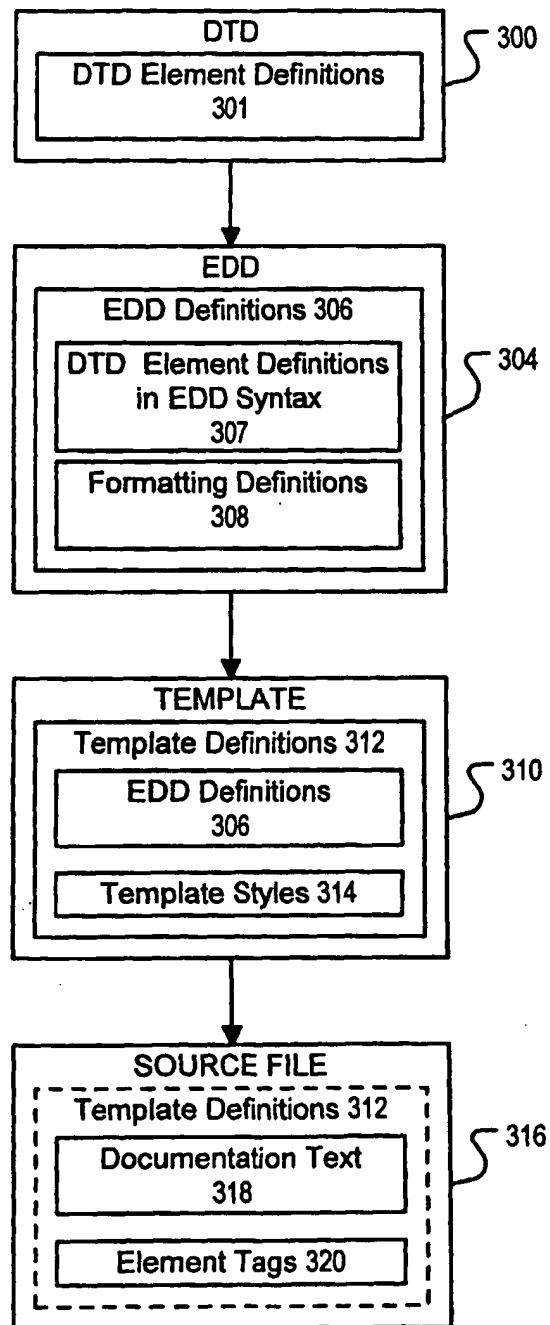 DTD
300
DTD Element Definitions
301
EDD
EDD Definitions 306
304
DTD Element Definitions
in EDD Syntax
307
Formatting Definitions
308
TEMPLATE
Template Definitions 312
310
EDD Definitions
306
Template Styles 314
SOURCE FILE
Template Definitions 312
316
Documentation Text
318
Element Tags 320